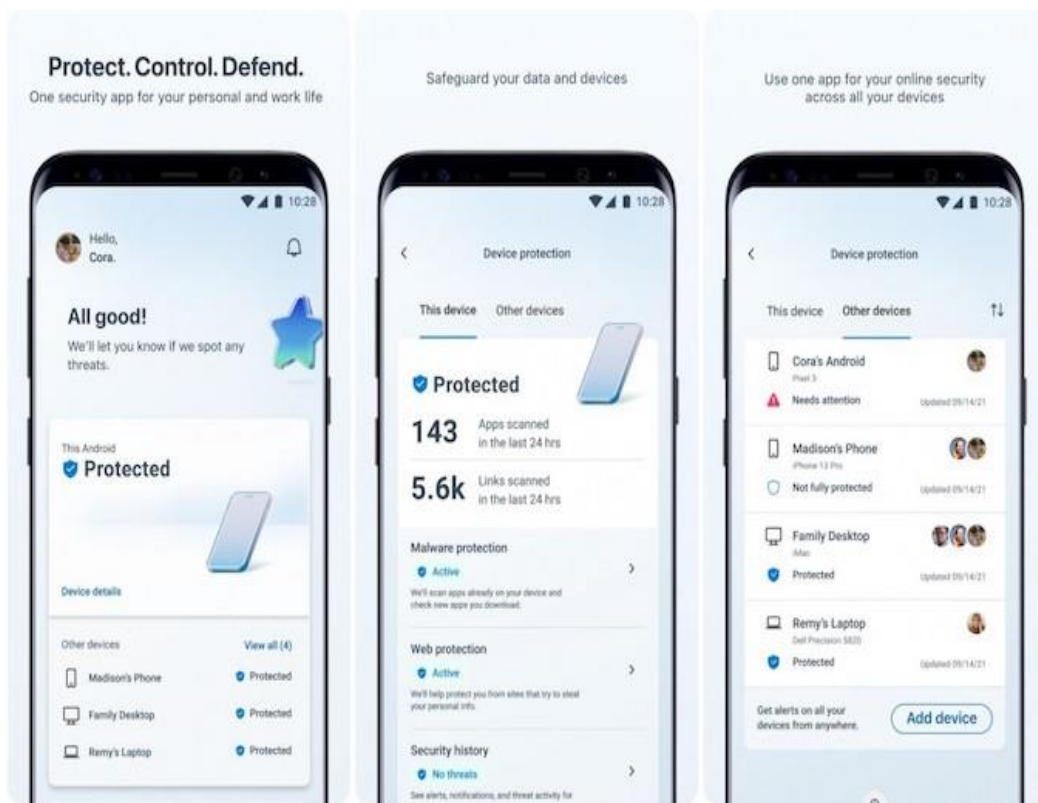 Protect. Control. Defend.
One security app for your personal and work life
10:28
Hello,
Cora.
All good!
We'll let you know if we spot any
threats.
This Android
Protected
Device details
Other devices
View all (4)
Madison's Phone
Protected
Family Desktop
Protected
Remy's Laptop
Protected
Safeguard your data and devices
10:28
Device protection
This device
Other devices
Protected
143
Apps scanned
in the last 24 hrs
5.6k
Links scanned
in the last 24 hrs
Malware protection
Active
We'll scan apps already on your device and
check new apps you download.
Web protection
Active
We'll help protect you from sites that try to steal
your personal info.
Security history
No threats
See alerts, notifications, and threat activity for
Use one app for your online security
across all your devices
10:28
Device protection
This device
Other devices
Cora's Android
Pixel 3
Needs attention
Updated 09/14/21
Madison's Phone
iPhone 13 Pro
Not fully protected
Updated 09/14/21
Family Desktop
iMac
Protected
Updated 09/14/21
Remy's Laptop
Dell Precision 5820
Protected
Updated 09/14/21
Get alerts on all your
devices from anywhere.
Add device